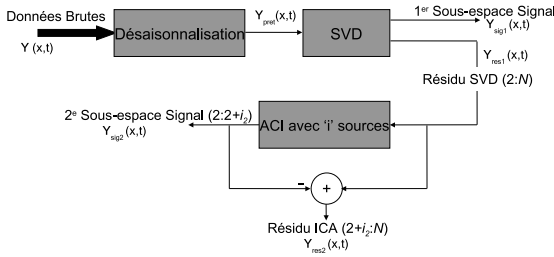 Données Brutes
Y (x,t)
Désaisonnalisation
Y_pret(x,t)
SVD
1er Sous-espace Signal
Y_sig1(x,t)
Y_res1(x,t)
Résidu SVD (2:N)
2e Sous-espace Signal (2:2+i2)
Y_sig2(x,t)
ACI avec ‘i’ sources
-
+
Résidu ICA (2+i2:N)
Y_res2(x,t)